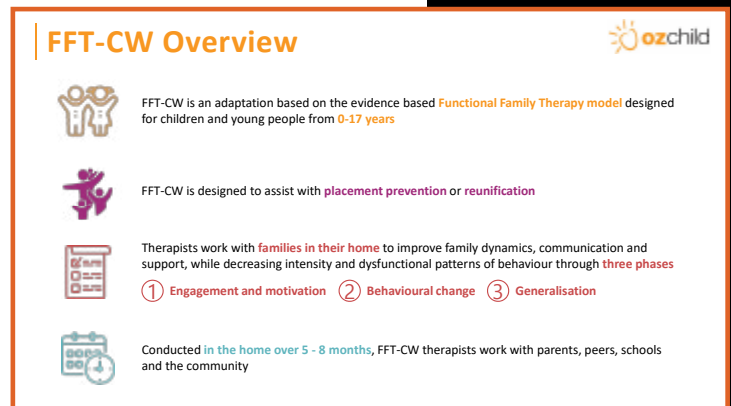 FFT-CW Overview
ozchild
FFT-CW is an adaptation based on the evidence based Functional Family Therapy model designed
for children and young people from 0-17 years
FFT-CW is designed to assist with placement prevention or reunification
Therapists work with families in their home to improve family dynamics, communication and
support, while decreasing intensity and dysfunctional patterns of behaviour through three phases
1 Engagement and motivation 2 Behavioural change 3 Generalisation
Conducted in the home over 5 - 8 months, FFT-CW therapists work with parents, peers, schools
and the community